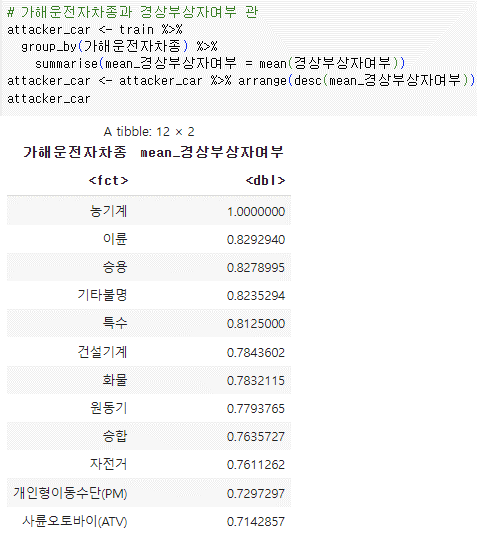 # 가해운전자차종과 경상부상자여부 관
attacker_car <- train %>%
group_by(가해운전자차종) %>%
summarise(mean_경상부상자여부 = mean(경상부상자여부))
attacker_car <- attacker_car %>% arrange(desc(mean_경상부상자여부))
attacker_car
A tibble: 12 × 2
가해운전자차종 mean_경상부상자여부
<fct> <dbl>
농기계 1.0000000
이륜 0.8292940
승용 0.8278995
기타불명 0.8235294
특수 0.8125000
건설기계 0.7843602
화물 0.7832115
원동기 0.7793765
승합 0.7635727
자전거 0.7611262
개인형이동수단(PM) 0.7297297
사륜오토바이(ATV) 0.7142857